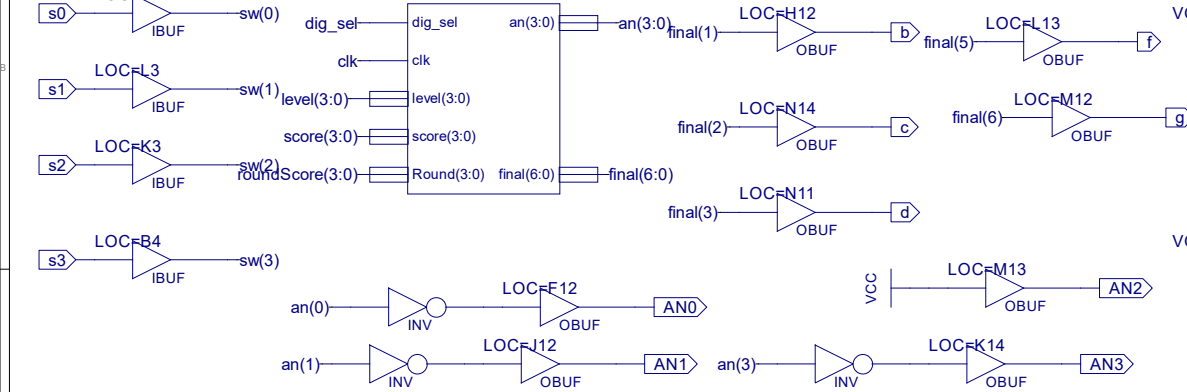 s0
IBUF
sw(0)
LOC=L3
s1
IBUF
sw(1)
LOC=K3
s2
IBUF
sw(2)
LOC=B4
s3
IBUF
sw(3)
B
dig_sel
clk
level(3:0)
score(3:0)
roundScore(3:0)
dig_sel
clk
level(3:0)
score(3:0)
Round(3:0)
an(3:0)
final(6:0)
an(3:0)
final(6:0)
final(1)
LOC=H12
OBUF
b
final(5)
LOC=L13
OBUF
f
final(2)
LOC=N14
OBUF
c
final(6)
LOC=M12
OBUF
g
final(3)
LOC=N11
OBUF
d
VCC
LOC=M13
OBUF
AN2
an(0)
INV
LOC=F12
OBUF
AN0
an(1)
INV
LOC=J12
OBUF
AN1
an(3)
INV
LOC=K14
OBUF
AN3